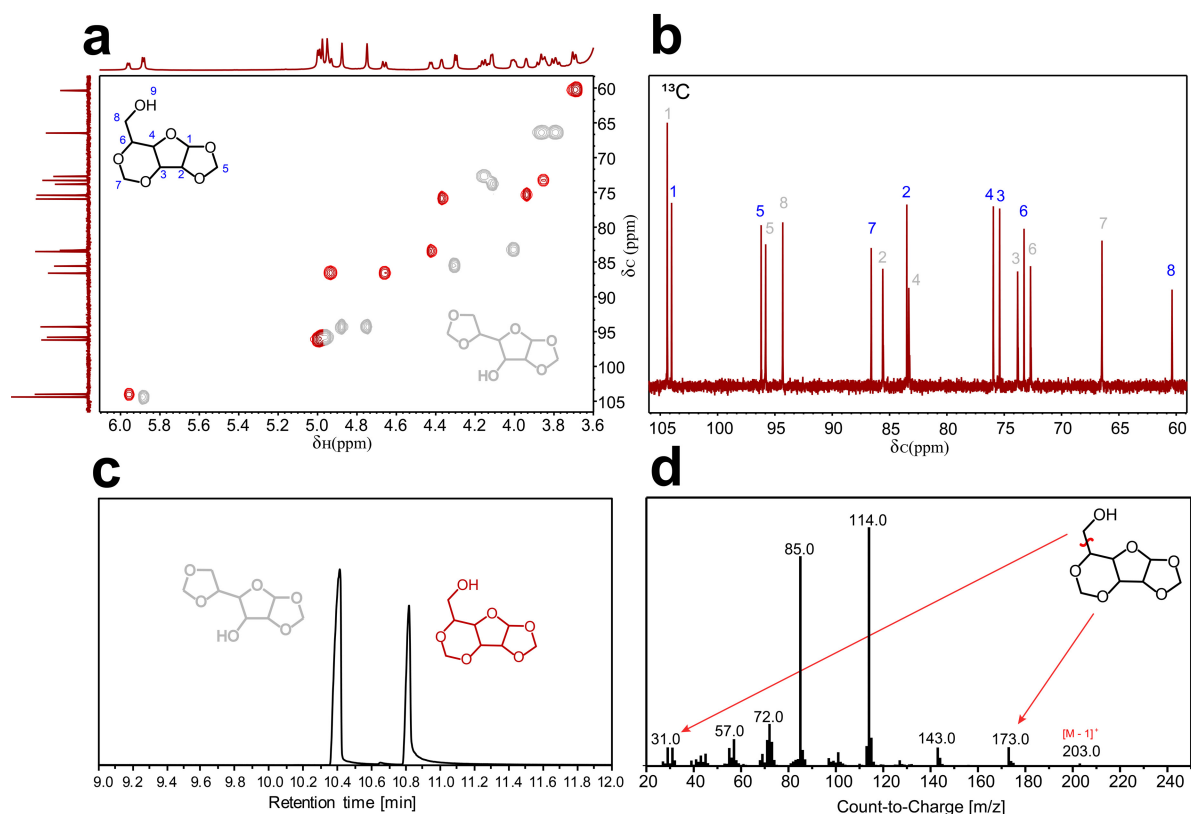 a
OH 9
8
6 4 O 1
O O
3 2 5
7 O O
60
65
70
75
80
85
90
95
100
105
δC (ppm)
O O
O O
HO O
6.0 5.8 5.6 5.4 5.2 5.0 4.8 4.6 4.4 4.2 4.0 3.8 3.6
δH(ppm)
b
¹³C
1 1 5 5 8 7 2 2 4 4 3 3 6 6 7 8
105 100 95 90 85 80 75 70 65 60
δC(ppm)
c
O O
O O
HO O
OH
O O
O
O O
9.0 9.2 9.4 9.6 9.8 10.0 10.2 10.4 10.6 10.8 11.0 11.2 11.4 11.6 11.8 12.0
Retention time [min]
d
OH
O O
O
O O
31.0 57.0 72.0 85.0 114.0 143.0 173.0
[M - 1]⁺
203.0
20 40 60 80 100 120 140 160 180 200 220 240
Count-to-Charge [m/z]